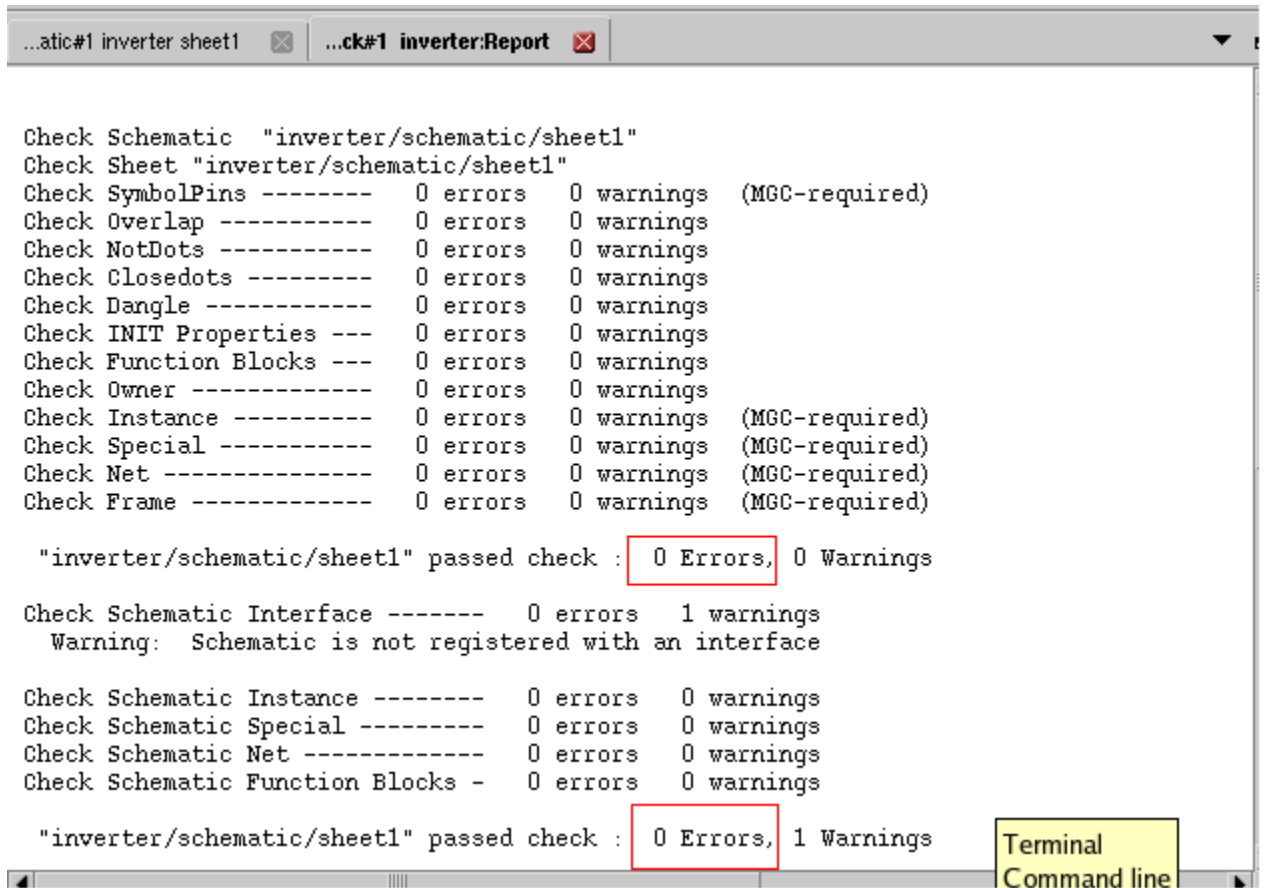 ...atic#1 inverter sheet1 ...ck#1 inverter:Report
Check Schematic "inverter/schematic/sheet1"
Check Sheet "inverter/schematic/sheet1"
Check SymbolPins -------- 0 errors 0 warnings (MGC-required)
Check Overlap ----------- 0 errors 0 warnings
Check NotDots ----------- 0 errors 0 warnings
Check Closedots --------- 0 errors 0 warnings
Check Dangle ------------ 0 errors 0 warnings
Check INIT Properties --- 0 errors 0 warnings
Check Function Blocks --- 0 errors 0 warnings
Check Owner ------------- 0 errors 0 warnings
Check Instance ---------- 0 errors 0 warnings (MGC-required)
Check Special ----------- 0 errors 0 warnings (MGC-required)
Check Net --------------- 0 errors 0 warnings (MGC-required)
Check Frame ------------- 0 errors 0 warnings (MGC-required)
"inverter/schematic/sheet1" passed check : 0 Errors, 0 Warnings
Check Schematic Interface ------- 0 errors 1 warnings
Warning: Schematic is not registered with an interface
Check Schematic Instance -------- 0 errors 0 warnings
Check Schematic Special --------- 0 errors 0 warnings
Check Schematic Net ------------- 0 errors 0 warnings
Check Schematic Function Blocks - 0 errors 0 warnings
"inverter/schematic/sheet1" passed check : 0 Errors, 1 Warnings
Terminal
Command line